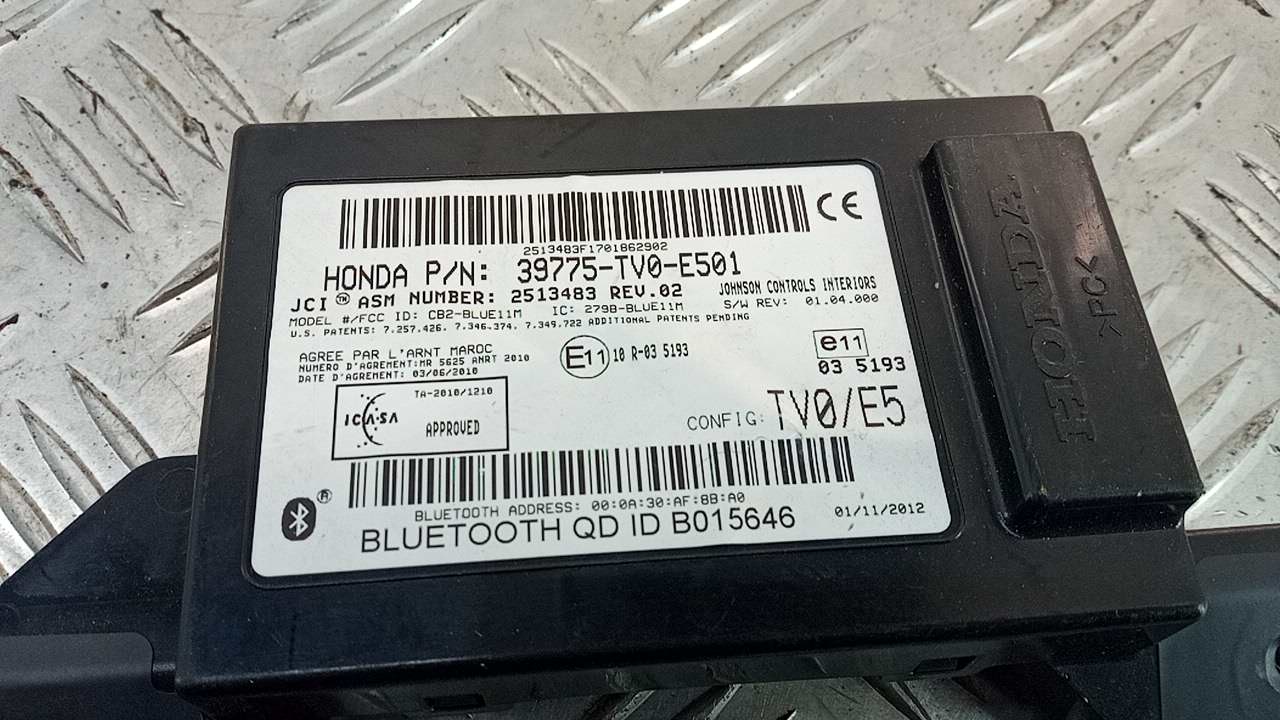 CE
2513483F1701862902
HONDA P/N: 39775-TV0-E501
JCI™ ASM NUMBER: 2513483 REV.02
JOHNSON CONTROLS INTERIORS
MODEL #/FCC ID: CB2-BLUE11M IC: 279B-BLUE11M
S/W REV: 01.04.000
U.S. PATENTS: 7,257,426, 7,346,374, 7,349,722 ADDITIONAL PATENTS PENDING
AGREE PAR L'ARNT MAROC
NUMERO D'AGREMENT:MR 5625 ANRT 2010
DATE D'AGREMENT: 03/06/2010
E11 10 R-03 5193
e11
03 5193
TA-2010/1210
ICASA
APPROVED
CONFIG: TV0/E5
BLUETOOTH ADDRESS: 00:0A:30:AF:8B:A0
BLUETOOTH QD ID B015646
®
01/11/2012
HONDA
>PC<